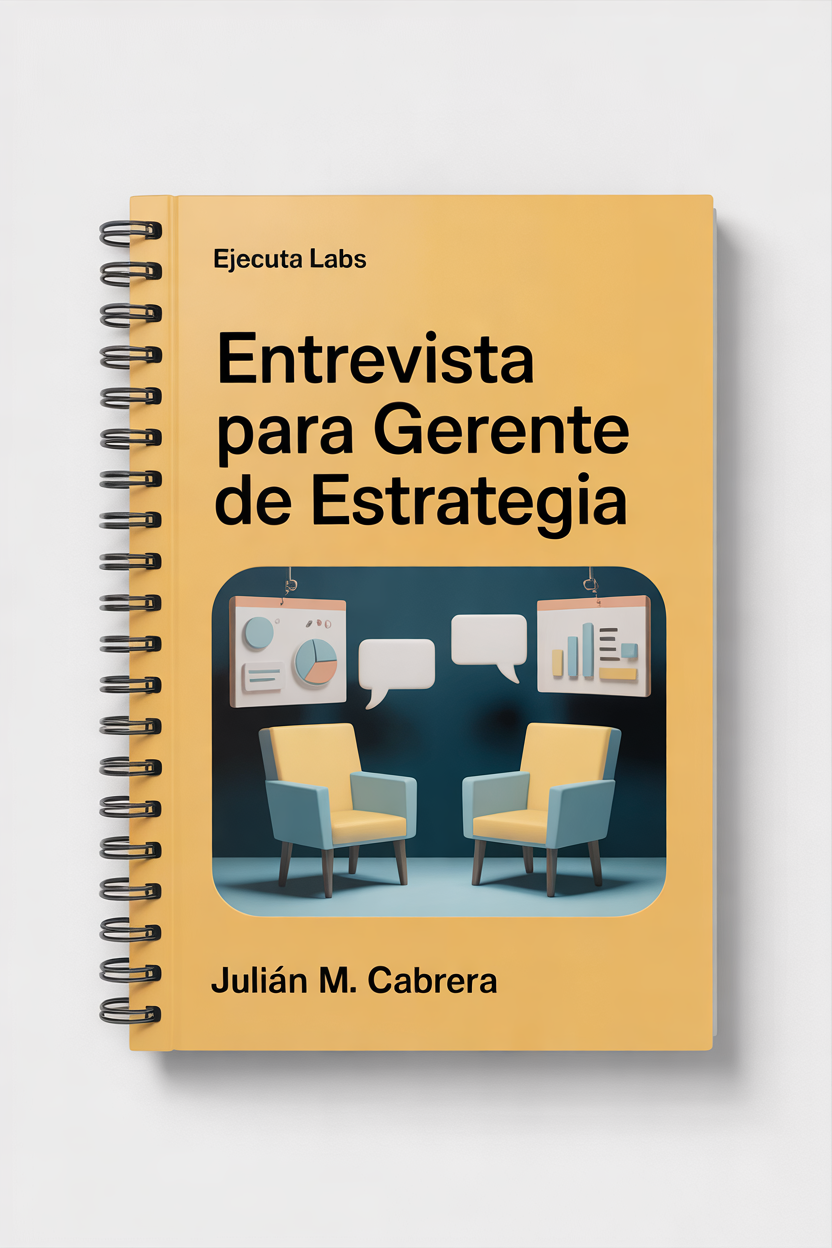 Ejecuta Labs
Entrevista
para Gerente
de Estrategia
Julián M. Cabrera